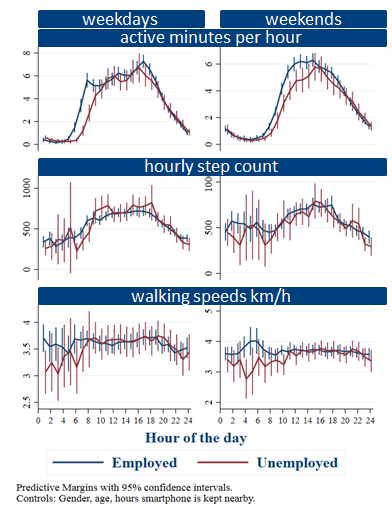 weekdays weekends
active minutes per hour
8
6
4
2
0
6
4
2
0
hourly step count
1000
500
0
500
0
walking speeds km/h
4
3.5
3
2.5
5
4
3
2
0 2 4 6 8 10 12 14 16 18 20 22 24 0 2 4 6 8 10 12 14 16 18 20 22 24
Hour of the day
Employed Unemployed
Predictive Margins with 95% confidence intervals.
Controls: Gender, age, hours smartphone is kept nearby.